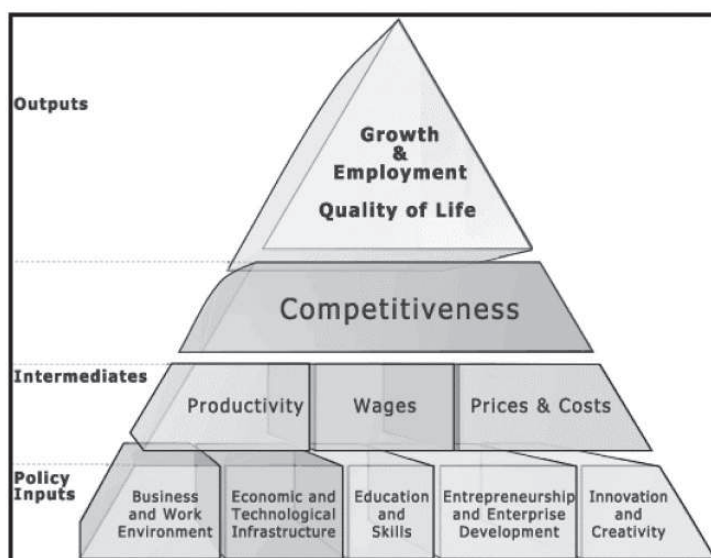 Outputs
Growth
&
Employment
Quality of Life
Competitiveness
Intermediates
Productivity
Wages
Prices & Costs
Policy
Inputs
Business
and Work
Environment
Economic and
Technological
Infrastructure
Education
and
Skills
Entrepreneurship
and Enterprise
Development
Innovation
and
Creativity